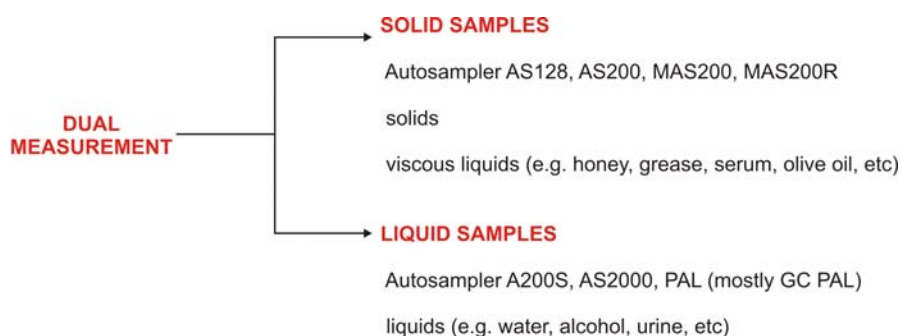 DUAL
MEASUREMENT
SOLID SAMPLES
Autosampler AS128, AS200, MAS200, MAS200R
solids
viscous liquids (e.g. honey, grease, serum, olive oil, etc)
LIQUID SAMPLES
Autosampler A200S, AS2000, PAL (mostly GC PAL)
liquids (e.g. water, alcohol, urine, etc)